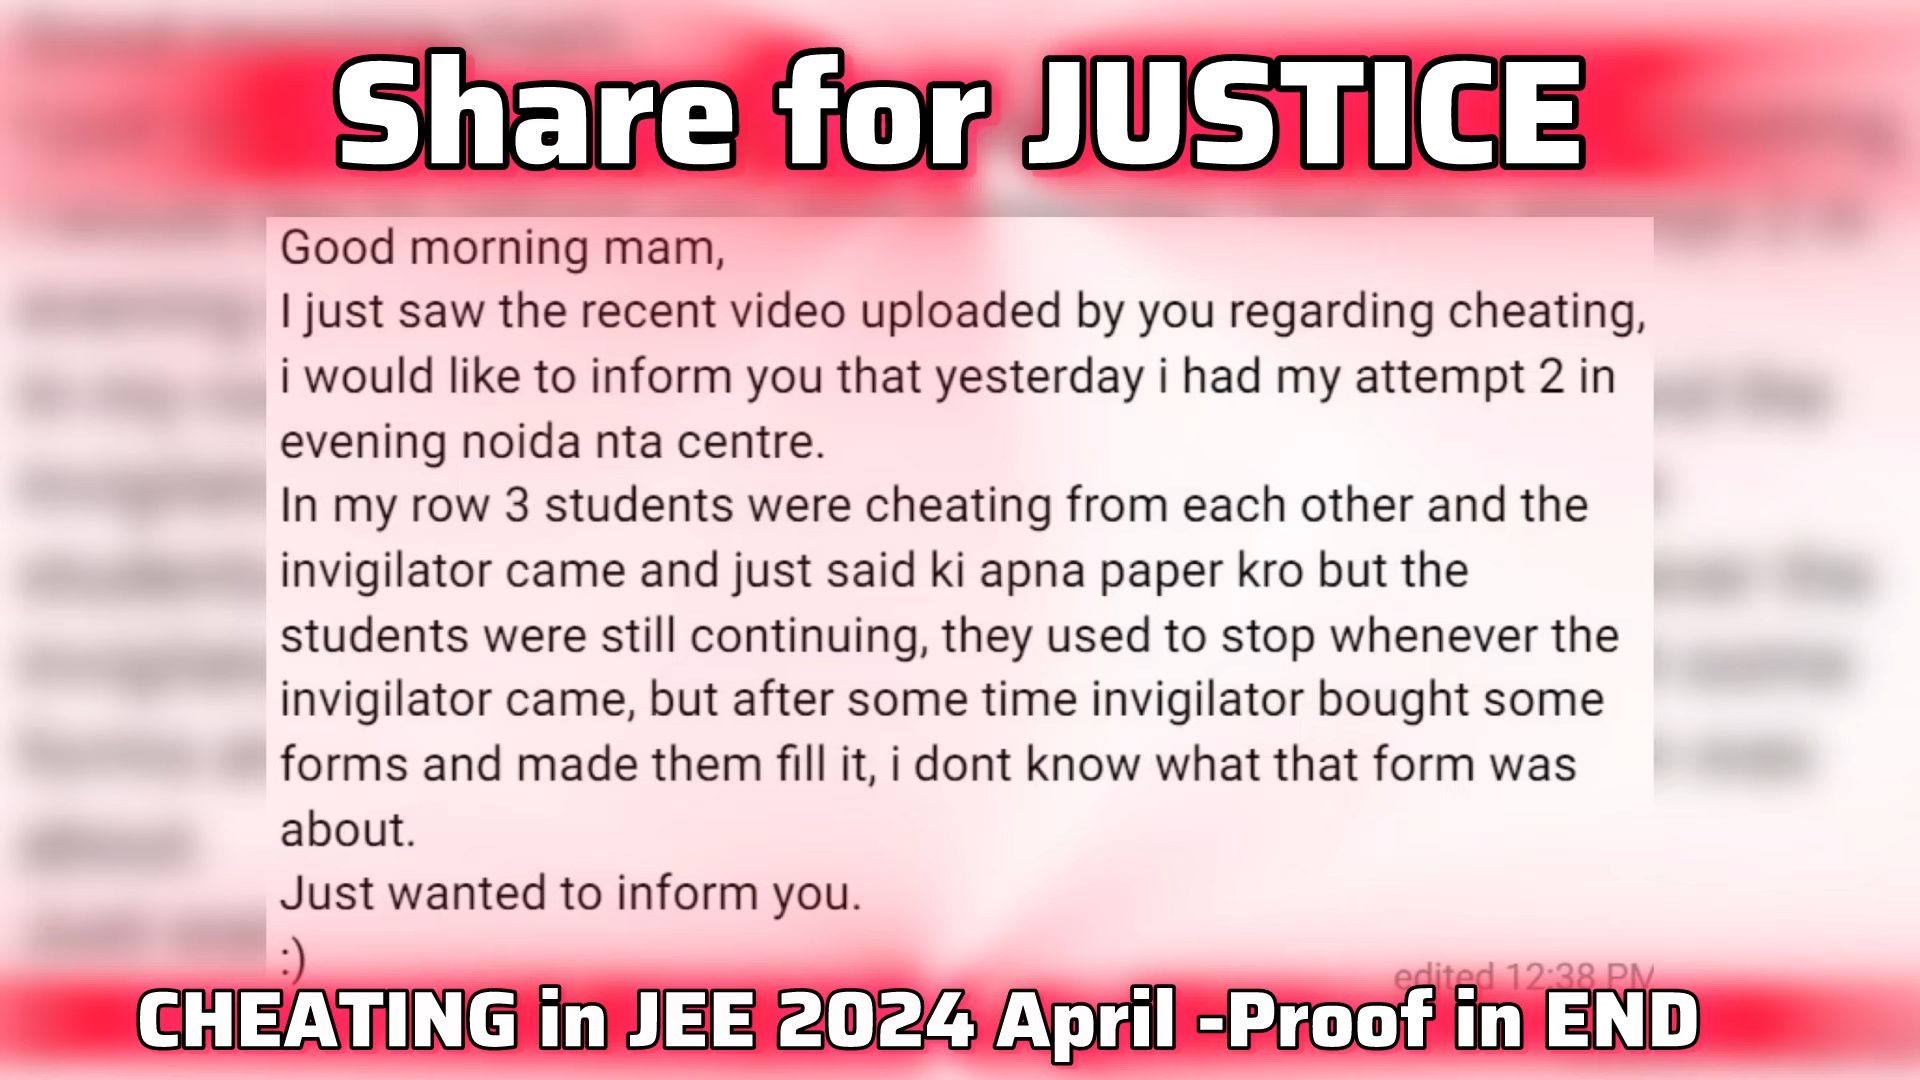 Share for JUSTICE
Good morning mam,
I just saw the recent video uploaded by you regarding cheating,
i would like to inform you that yesterday i had my attempt 2 in
evening noida nta centre.
In my row 3 students were cheating from each other and the
invigilator came and just said ki apna paper kro but the
students were still continuing, they used to stop whenever the
invigilator came, but after some time invigilator bought some
forms and made them fill it, i dont know what that form was
about.
Just wanted to inform you.
:)
edited 12:38 PM
CHEATING in JEE 2024 April -Proof in END